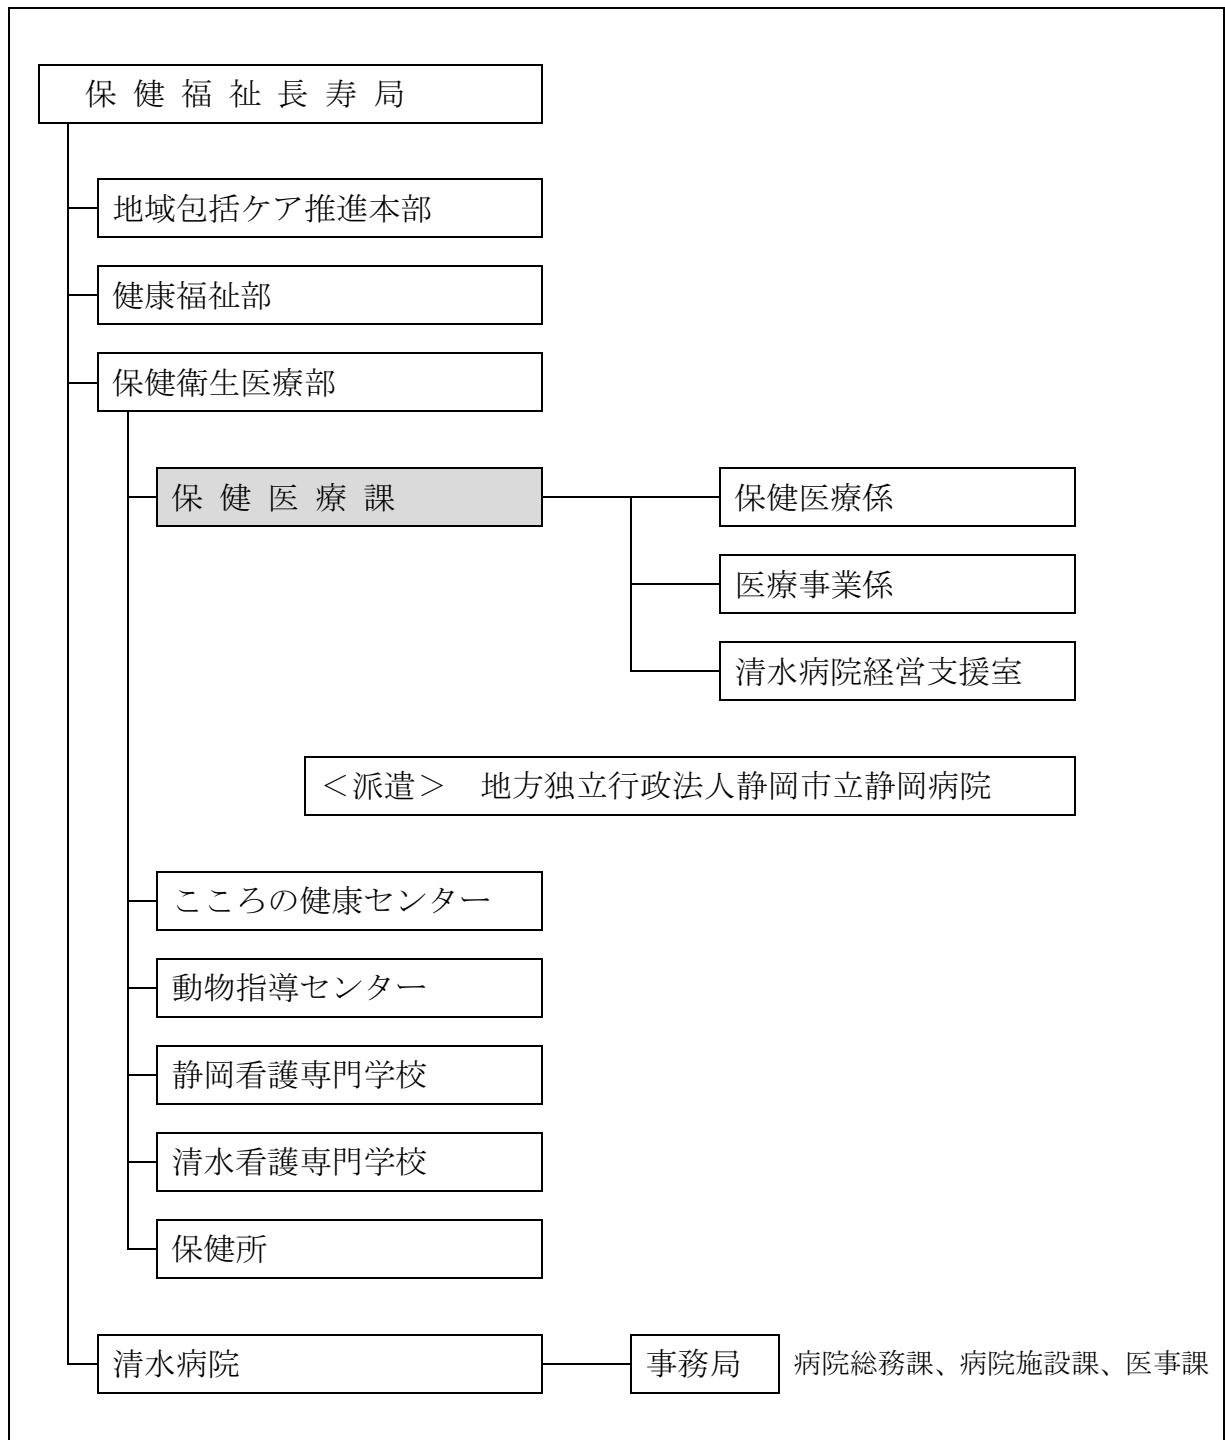 保健福祉長寿局
地域包括ケア推進本部
健康福祉部
保健衛生医療部
保健医療課
保健医療係
医療事業係
清水病院経営支援室
＜派遣＞　地方独立行政法人静岡市立静岡病院
こころの健康センター
動物指導センター
静岡看護専門学校
清水看護専門学校
保健所
清水病院
事務局
病院総務課、病院施設課、医事課